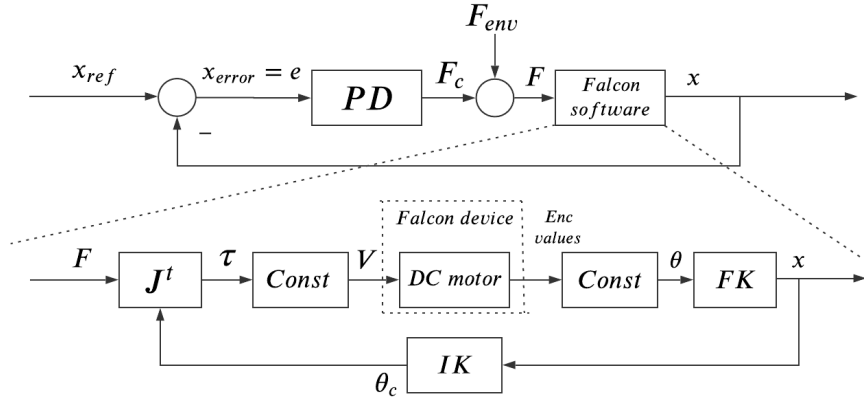 F_env
x_ref
x_error = e
PD
F_c
F
Falcon
software
x
−
Falcon device
Enc
values
F
J^t
τ
Const
V
DC motor
Const
θ
FK
x
θ_c
IK